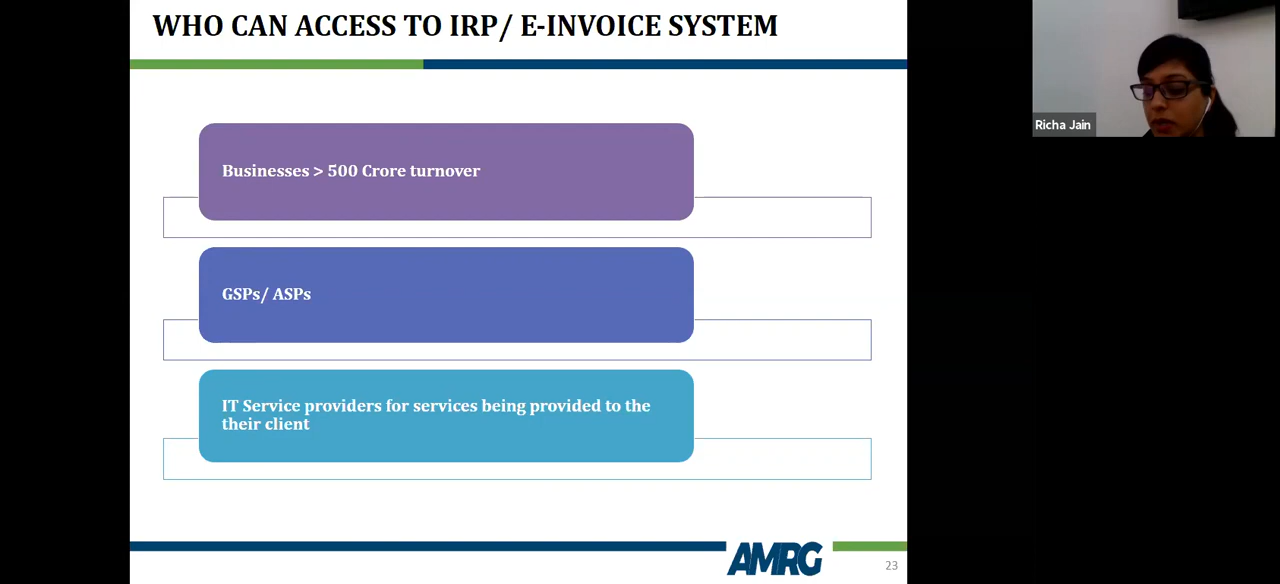 WHO CAN ACCESS TO IRP/ E-INVOICE SYSTEM
Richa Jain
Businesses > 500 Crore turnover
GSPs/ ASPs
IT Service providers for services being provided to the
their client
AMRG
23